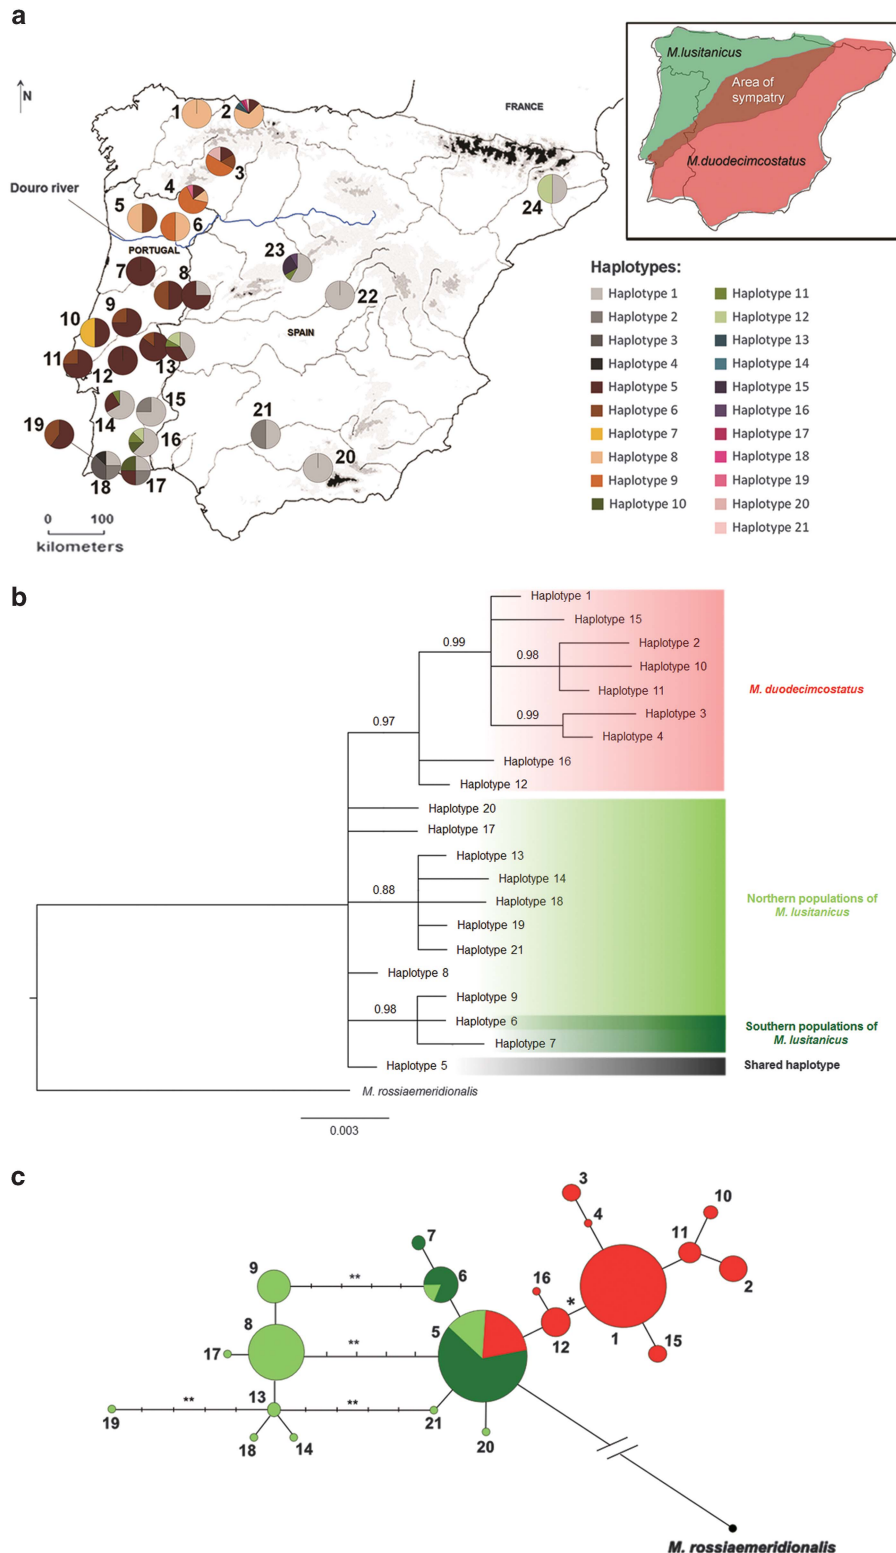 a
N
FRANCE
M.lusitanicus
Area of
sympatry
M.duodecimcostatus
1
2
3
4
Douro river
5
6
24
PORTUGAL
7
8
23
22
SPAIN
9
10
11
12
13
14
15
16
19
18
17
21
20
0 100
kilometers
Haplotypes:
Haplotype 1
Haplotype 2
Haplotype 3
Haplotype 4
Haplotype 5
Haplotype 6
Haplotype 7
Haplotype 8
Haplotype 9
Haplotype 10
Haplotype 11
Haplotype 12
Haplotype 13
Haplotype 14
Haplotype 15
Haplotype 16
Haplotype 17
Haplotype 18
Haplotype 19
Haplotype 20
Haplotype 21
b
Haplotype 1
Haplotype 15
0.99
Haplotype 2
0.98
Haplotype 10
Haplotype 11
M. duodecimcostatus
Haplotype 3
0.99
0.97
Haplotype 4
Haplotype 16
Haplotype 12
Haplotype 20
Haplotype 17
Haplotype 13
Haplotype 14
0.88
Haplotype 18
Northern populations of
M. lusitanicus
Haplotype 19
Haplotype 21
Haplotype 8
Haplotype 9
0.98
Haplotype 6
Southern populations of
M. lusitanicus
Haplotype 7
Haplotype 5
Shared haplotype
M. rossiaemeridionalis
0.003
c
3
4
10
11
7
2
9
**
6
16
*
8
5
1
**
12
15
17
13
**
**
19
21
18
14
20
M. rossiaemeridionalis